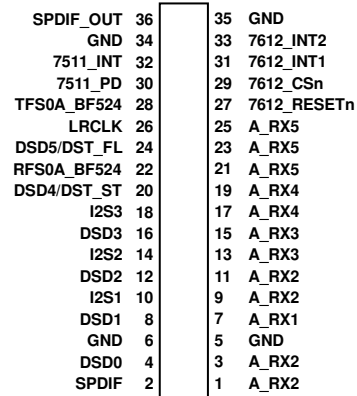 SPDIF_OUT 36 35 GND
GND 34 33 7612_INT2
7511_INT 32 31 7612_INT1
7511_PD 30 29 7612_CSn
TFS0A_BF524 28 27 7612_RESETn
LRCLK 26 25 A_RX5
DSD5/DST_FL 24 23 A_RX5
RFS0A_BF524 22 21 A_RX5
DSD4/DST_ST 20 19 A_RX4
I2S3 18 17 A_RX4
DSD3 16 15 A_RX3
I2S2 14 13 A_RX3
DSD2 12 11 A_RX2
I2S1 10 9 A_RX2
DSD1 8 7 A_RX1
GND 6 5 GND
DSD0 4 3 A_RX2
SPDIF 2 1 A_RX2